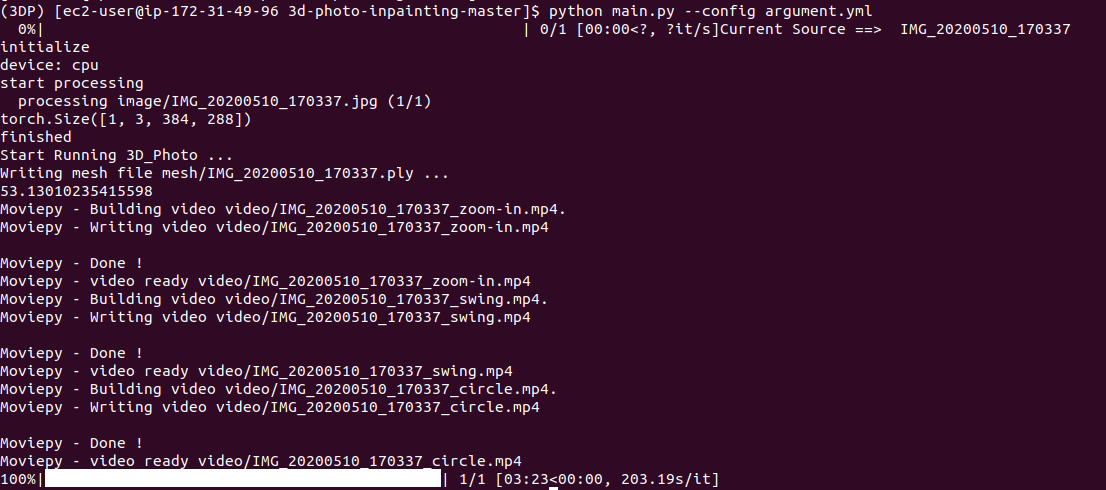 (3DP) [ec2-user@ip-172-31-49-96 3d-photo-inpainting-master]$ python main.py --config argument.yml
  0%|                                                     | 0/1 [00:00<?, ?it/s]Current Source ==>  IMG_20200510_170337
initialize
device: cpu
start processing
  processing image/IMG_20200510_170337.jpg (1/1)
torch.Size([1, 3, 384, 288])
finished
Start Running 3D_Photo ...
Writing mesh file mesh/IMG_20200510_170337.ply ...
53.13010235415598
Moviepy - Building video video/IMG_20200510_170337_zoom-in.mp4.
Moviepy - Writing video video/IMG_20200510_170337_zoom-in.mp4

Moviepy - Done !
Moviepy - video ready video/IMG_20200510_170337_zoom-in.mp4
Moviepy - Building video video/IMG_20200510_170337_swing.mp4.
Moviepy - Writing video video/IMG_20200510_170337_swing.mp4

Moviepy - Done !
Moviepy - video ready video/IMG_20200510_170337_swing.mp4
Moviepy - Building video video/IMG_20200510_170337_circle.mp4.
Moviepy - Writing video video/IMG_20200510_170337_circle.mp4

Moviepy - Done !
Moviepy - video ready video/IMG_20200510_170337_circle.mp4
100%|████████████████████████████████████████████| 1/1 [03:23<00:00, 203.19s/it]